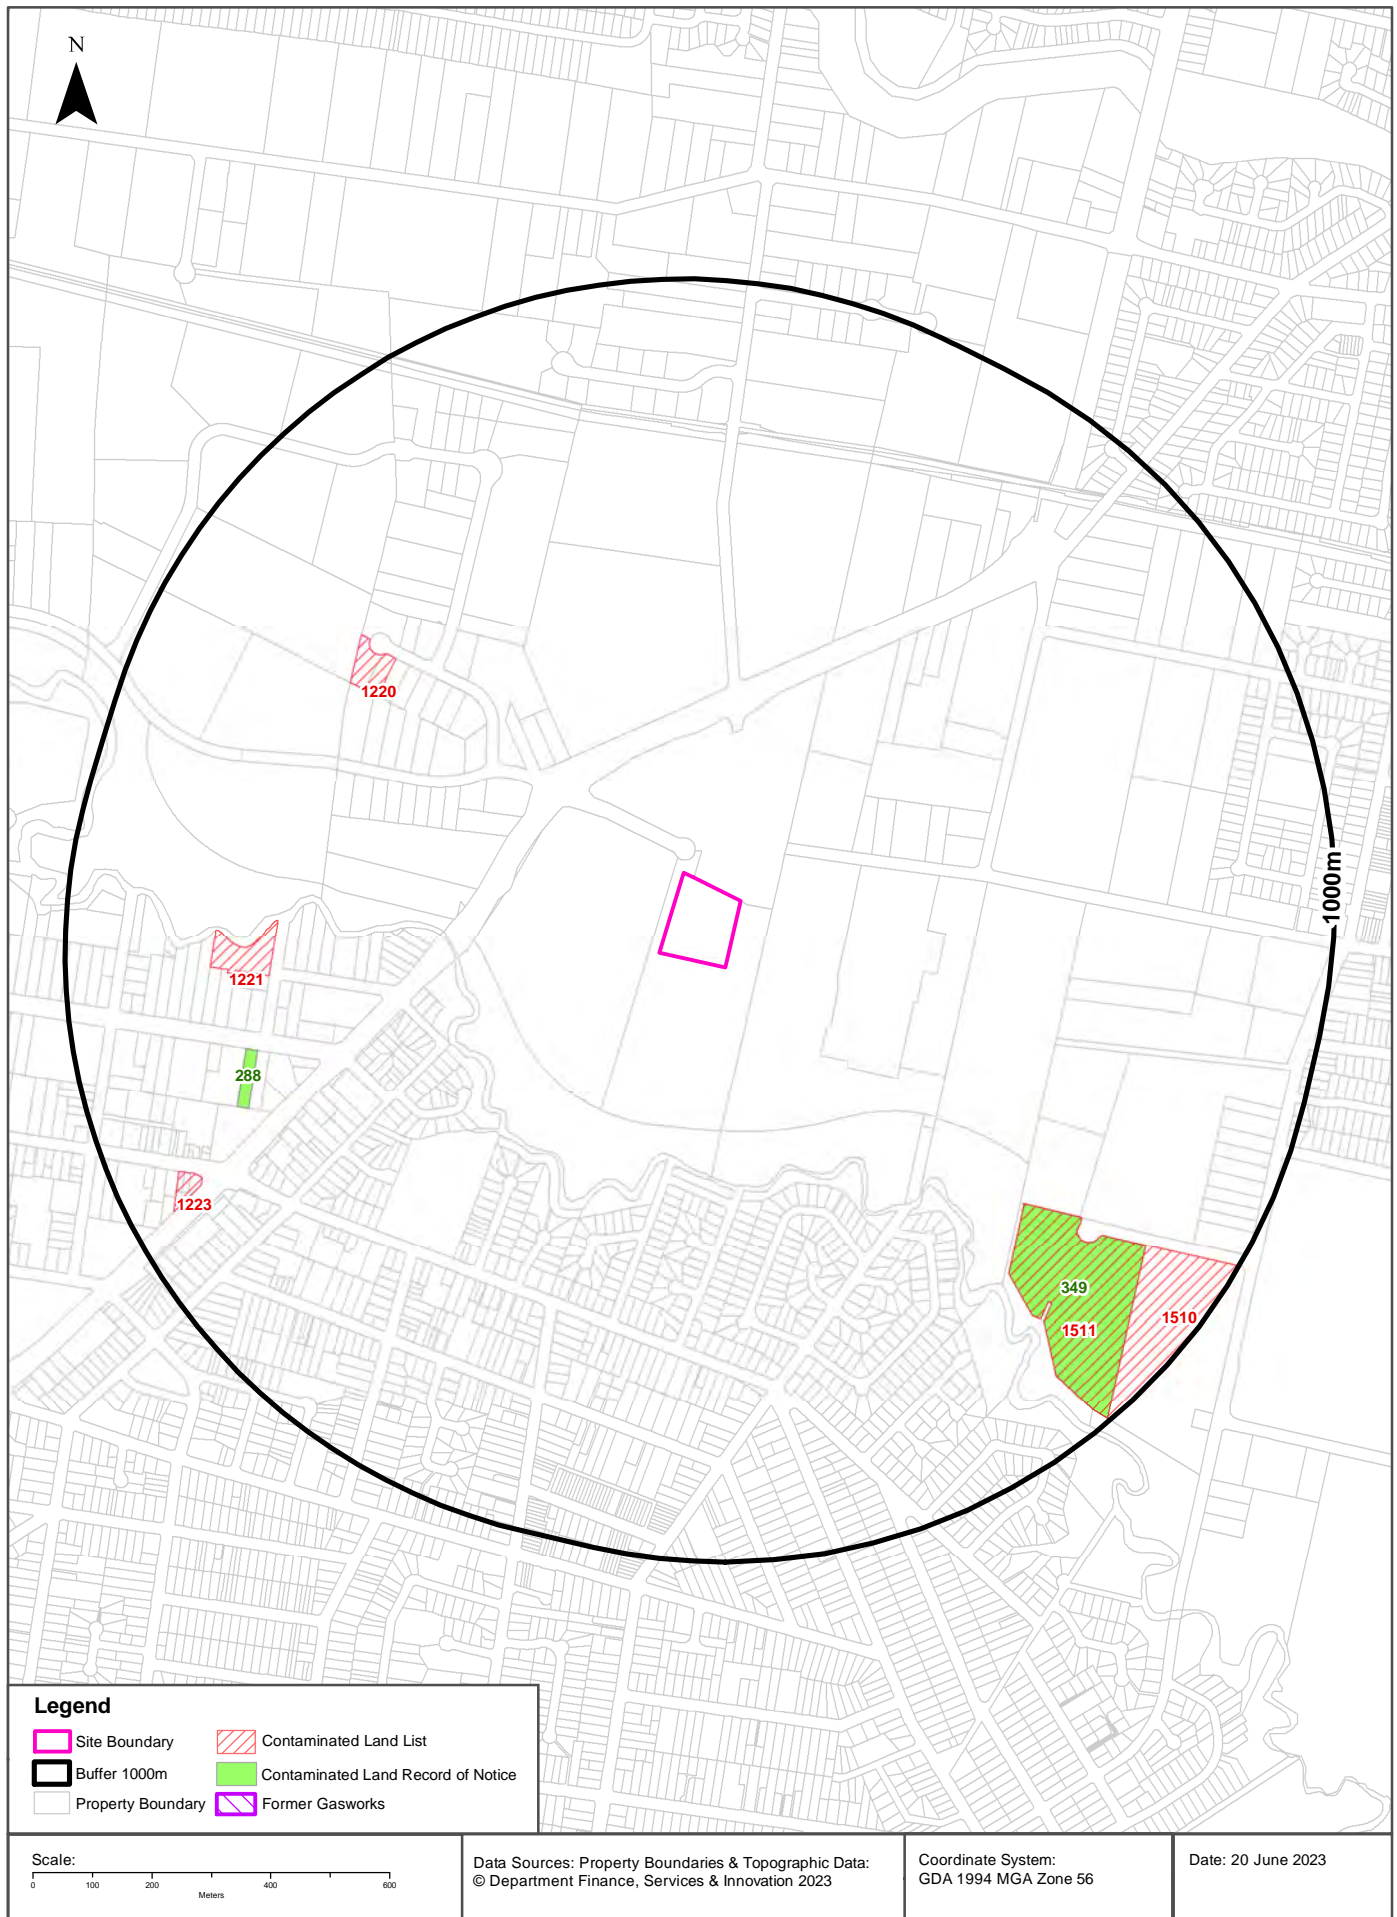 N
1000m
1220
1221
288
1223
349
1511
1510
Legend
Site Boundary
Contaminated Land List
Buffer 1000m
Contaminated Land Record of Notice
Property Boundary
Former Gasworks
Scale:
0 100 200 400 600
Meters
Data Sources: Property Boundaries & Topographic Data:
© Department Finance, Services & Innovation 2023
Coordinate System:
GDA 1994 MGA Zone 56
Date: 20 June 2023